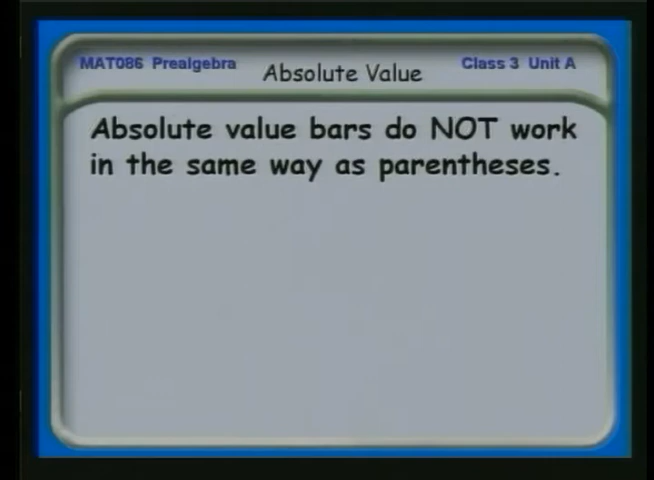 MAT086 Prealgebra
Absolute Value
Class 3 Unit A
Absolute value bars do NOT work
in the same way as parentheses.